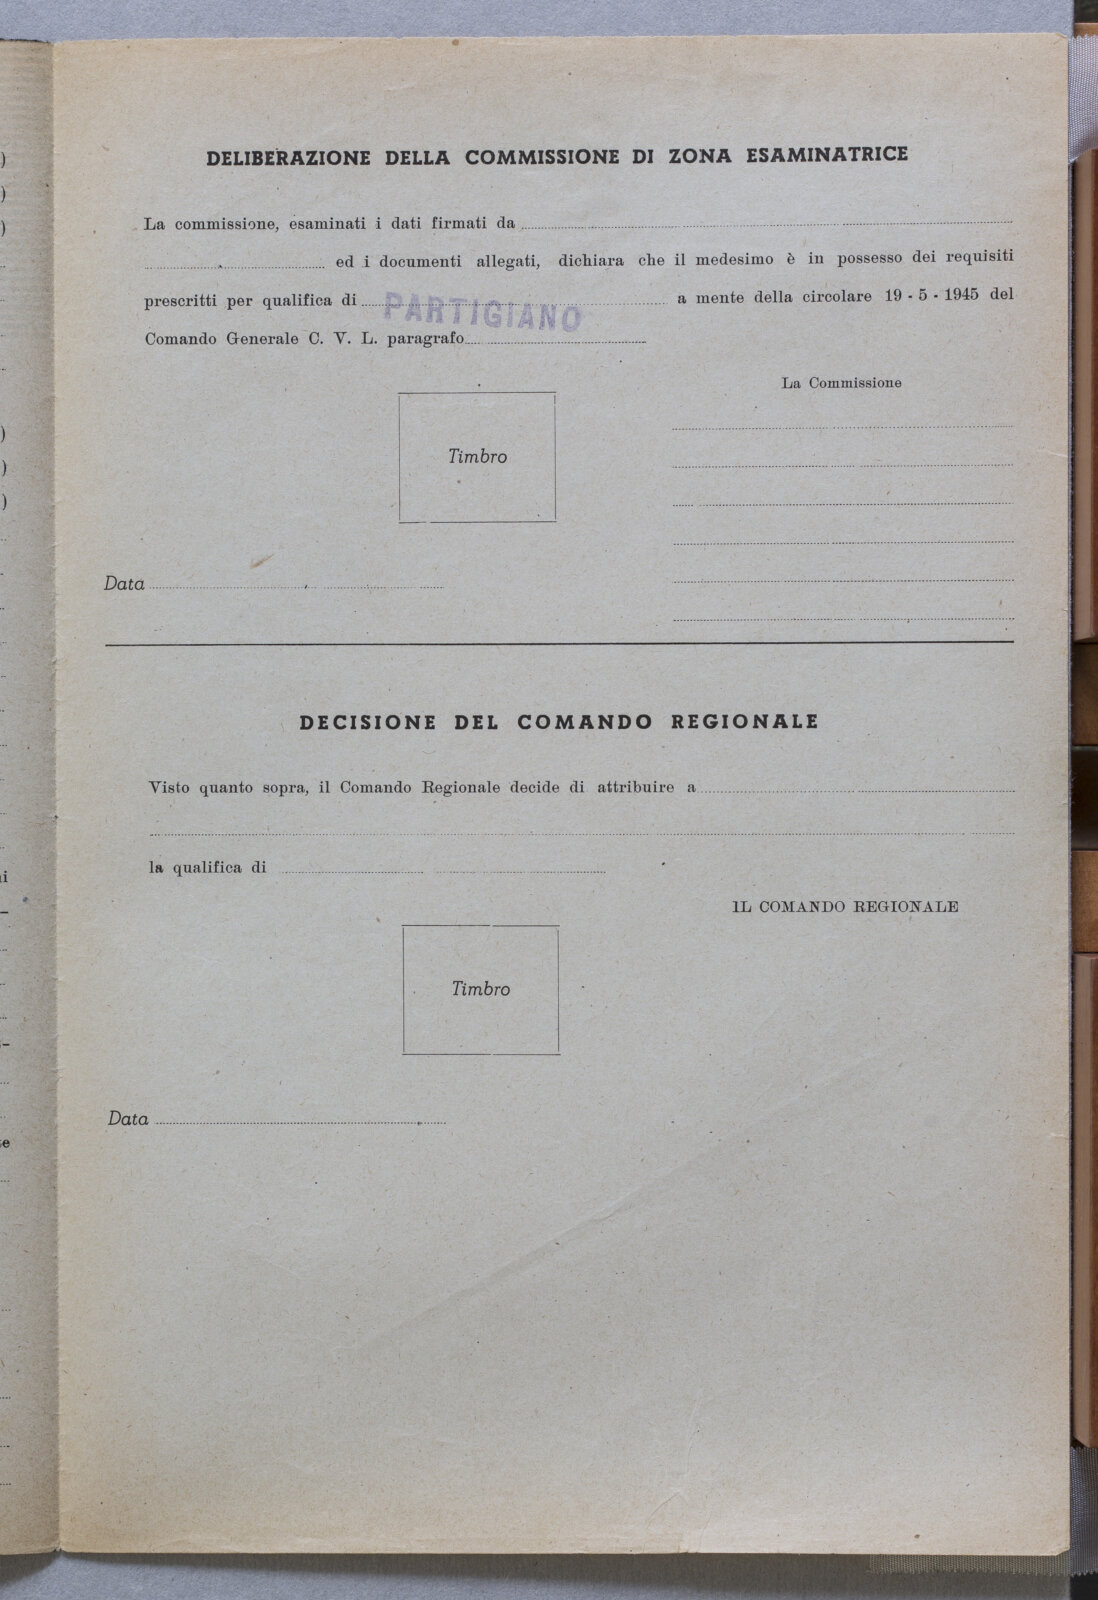 DELIBERAZIONE DELLA COMMISSIONE DI ZONA ESAMINATRICE
La commissione, esaminati i dati firmati da
ed i documenti allegati, dichiara che il medesimo è in possesso dei requisiti
prescritti per qualifica di PARTIGIANO a mente della circolare 19 - 5 - 1945 del
Comando Generale C. V. L. paragrafo
La Commissione
Timbro
Data
DECISIONE DEL COMANDO REGIONALE
Visto quanto sopra, il Comando Regionale decide di attribuire a
la qualifica di
IL COMANDO REGIONALE
Timbro
Data